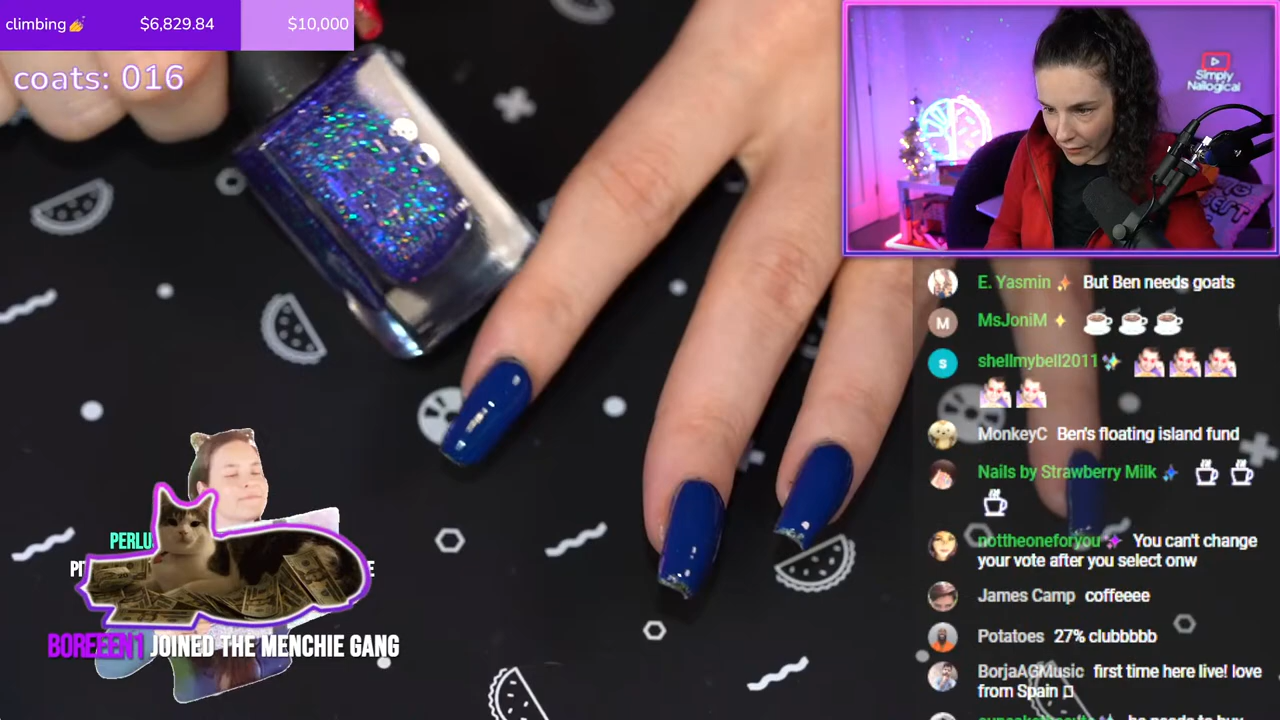 climbing💅 $6,829.84 $10,000
coats: 016
Simply
Nailogical
E. Yasmin But Ben needs goats
MsJoniM ☕☕☕
M
shellmybell2011
s
MonkeyC Ben's floating island fund
Nails by Strawberry Milk
nottheoneforyou You can't change
your vote after you select onw
James Camp coffeeee
Potatoes 27% clubbbbb
BorjaAGMusic first time here live! love
from Spain
PERLU
BOREEEN1 JOINED THE MENCHIE GANG